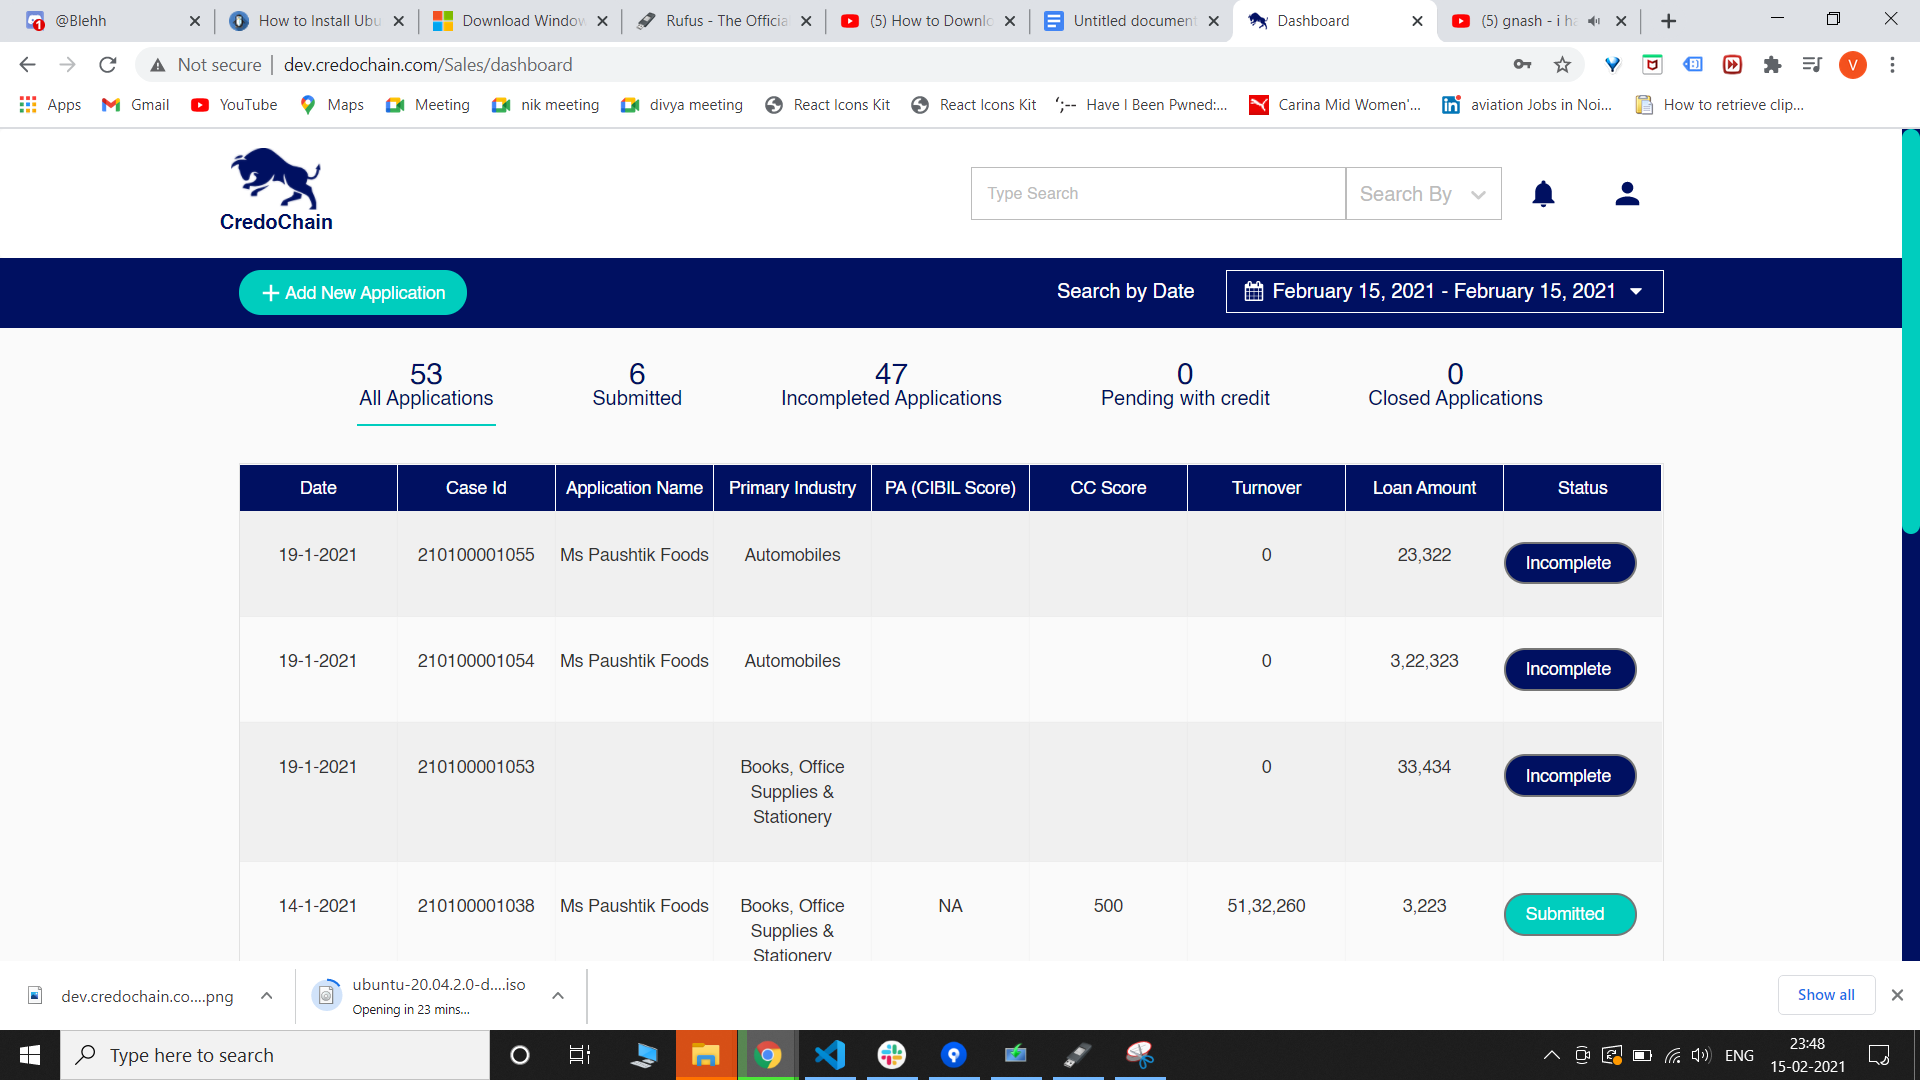 @Blehh
How to Install Ubu
Download Window
Rufus - The Official
(5) How to Downlo
Untitled document
Dashboard
(5) gnash - i ha
Not secure
dev.credochain.com/Sales/dashboard
V
Apps
Gmail
YouTube
Maps
Meeting
nik meeting
divya meeting
React Icons Kit
React Icons Kit
Have I Been Pwned:...
Carina Mid Women'...
aviation Jobs in Noi...
How to retrieve clip...
CredoChain
Type Search
Search By
+ Add New Application
Search by Date
February 15, 2021 - February 15, 2021
53
All Applications
6
Submitted
47
Incompleted Applications
0
Pending with credit
0
Closed Applications
Date Case Id Application Name Primary Industry PA (CIBIL Score) CC Score Turnover Loan Amount Status
19-1-2021 210100001055 Ms Paushtik Foods Automobiles 0 23,322 Incomplete
19-1-2021 210100001054 Ms Paushtik Foods Automobiles 0 3,22,323 Incomplete
19-1-2021 210100001053 Books, Office 0 33,434 Incomplete
Supplies &
Stationery
14-1-2021 210100001038 Ms Paushtik Foods Books, Office NA 500 51,32,260 3,223 Submitted
Supplies &
Stationery
dev.credochain.co....png
ubuntu-20.04.2.0-d....iso
Opening in 23 mins...
Show all
Type here to search
ENG
23:48
15-02-2021